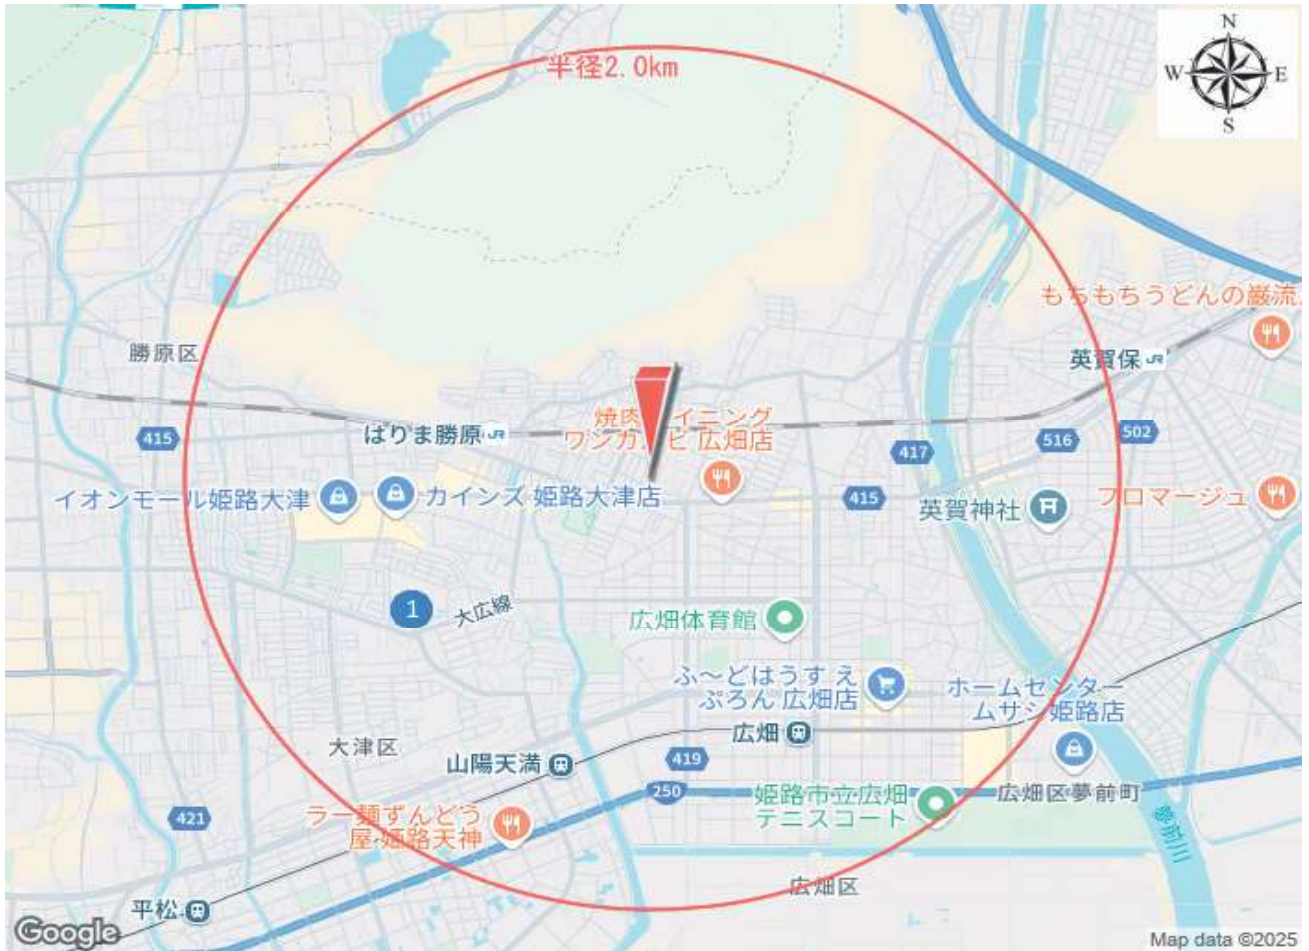 N
半径2.0km
W
E
S
もちもちうどんの巌流
勝原区
英賀保 JR
焼肉 イニング
はりま勝原 JR
ワンカ ビ 広畑店
415
417
516
502
イオンモール姫路大津
カインズ 姫路大津店
415
英賀神社
フロマージュ
1
大広線
広畑体育館
ふ～どはうす え
ぷろん 広畑店
ホームセンター
ムサシ姫路店
広畑
大津区
山陽天満
419
250
姫路市立広畑
テニスコート
広畑区夢前町
421
ラー麺ずんどう
屋 姫路天神
夢前川
広畑区
平松
Google
Map data ©2025